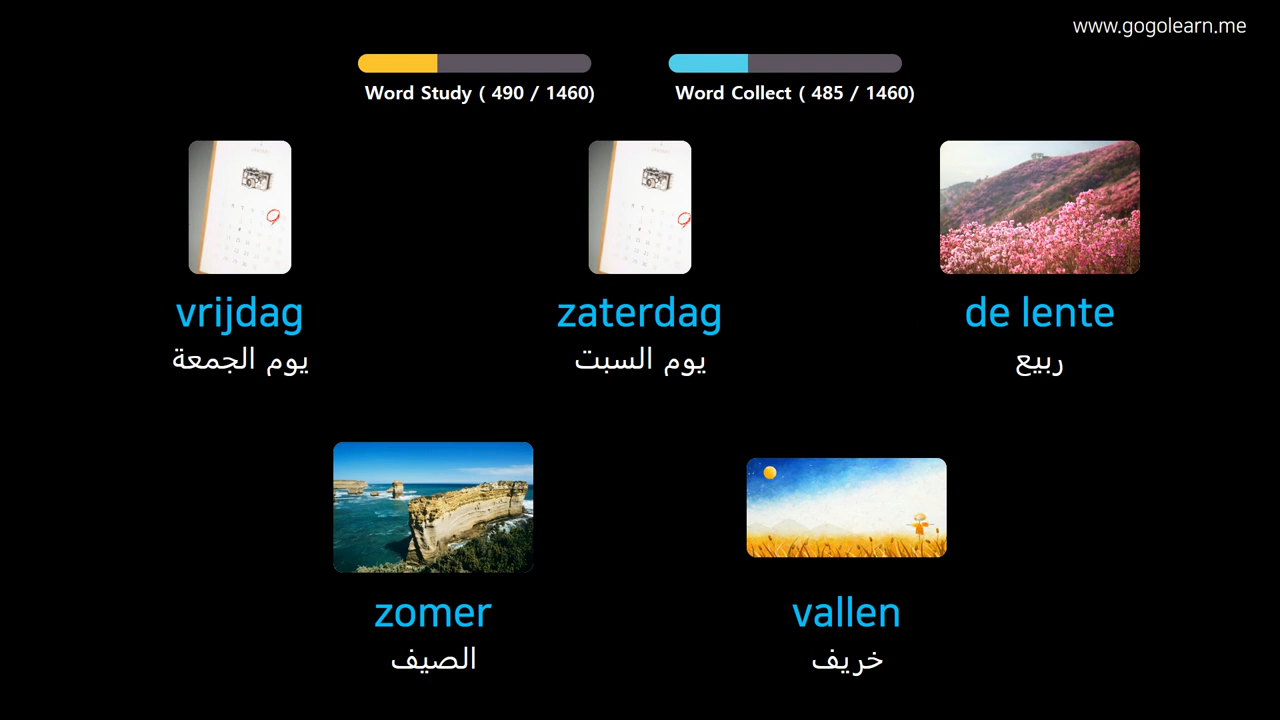 www.gogolearn.me
Word Study ( 490 / 1460)
Word Collect ( 485 / 1460)
vrijdag
يوم الجمعة
zaterdag
يوم السبت
de lente
ربيع
zomer
الصيف
vallen
خريف